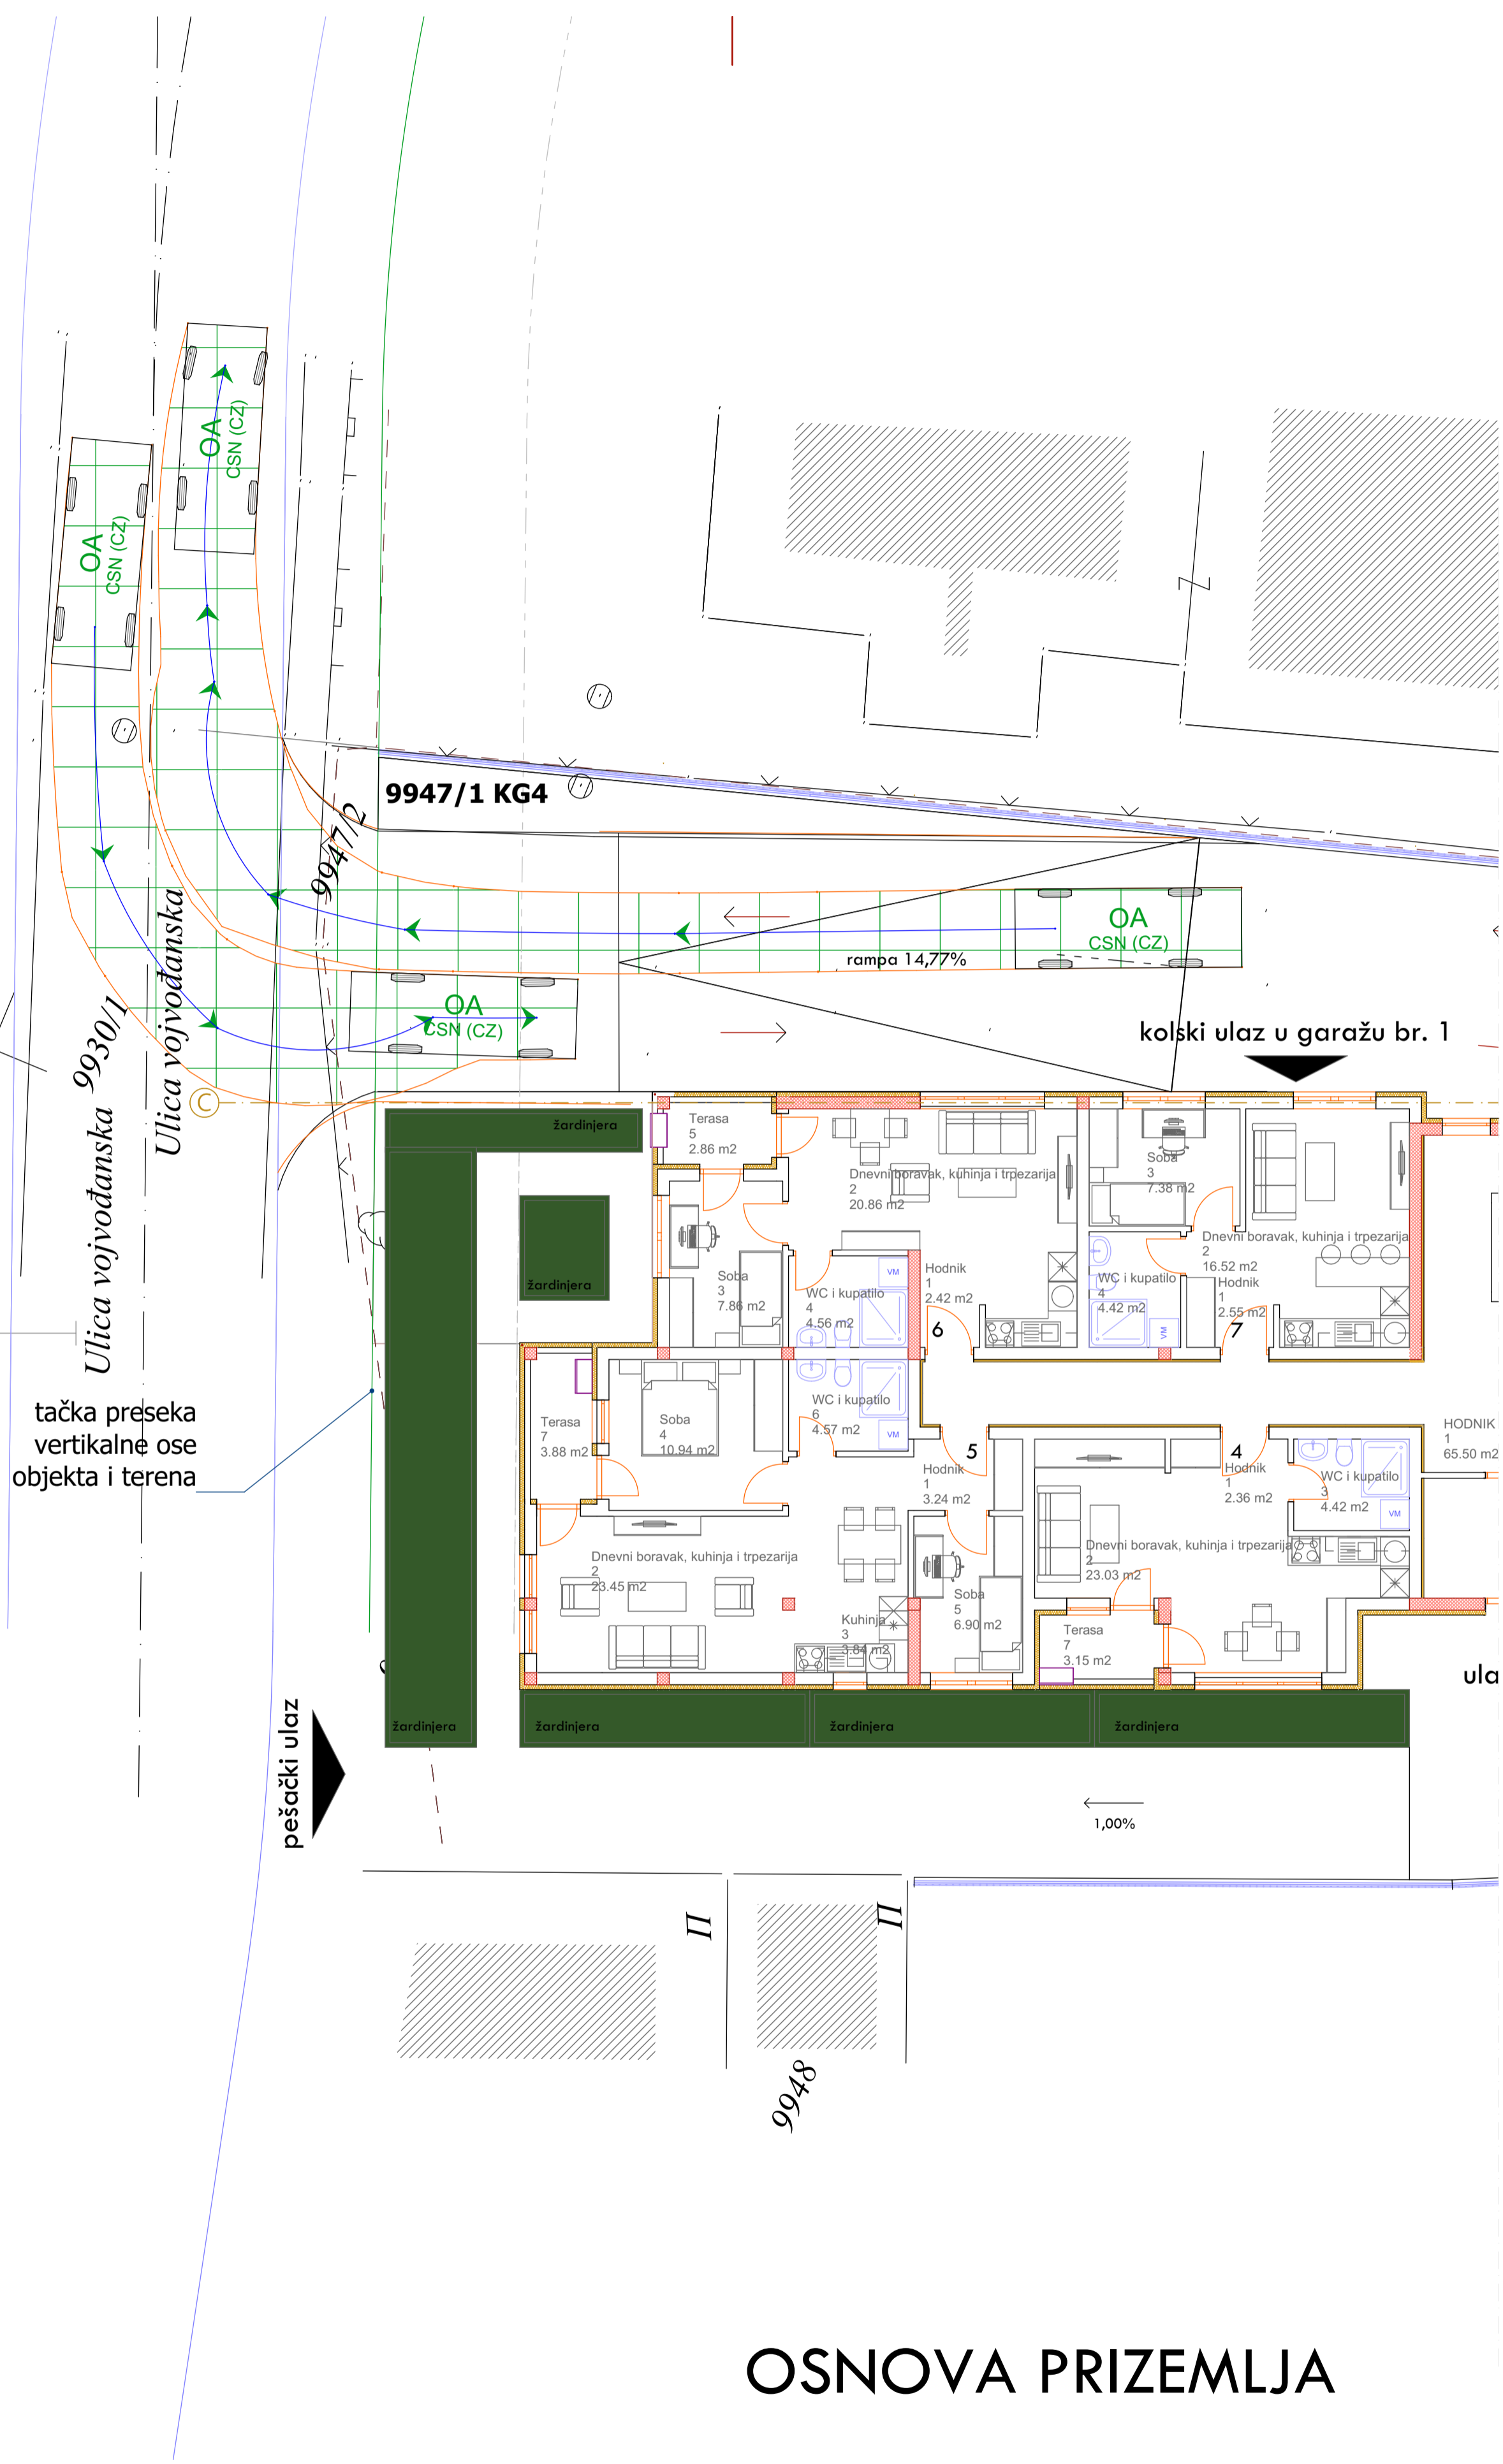 OA
CSN (CZ)
OA
CSN (CZ)
9947/1 KG4
9947/2
OA
CSN (CZ)
rampa 14,77%
OA
CSN (CZ)
kolski ulaz u garažu br. 1
9930/1
Ulica vojvođanska
Ulica vojvođanska
C
žardinjera
žardinjera
Terasa
5
2.86 m2
Dnevni boravak, kuhinja i trpezarija
2
20.86 m2
Soba
3
7.38 m2
Dnevni boravak, kuhinja i trpezarija
2
16.52 m2
Soba
3
7.86 m2
WC i kupatilo
4
4.56 m2
VM
Hodnik
1
2.42 m2
6
WC i kupatilo
4
4.42 m2
VM
Hodnik
1
2.55 m2
7
tačka preseka
vertikalne ose
objekta i terena
Terasa
7
3.88 m2
Soba
4
10.94 m2
WC i kupatilo
6
4.57 m2
VM
5
Hodnik
1
3.24 m2
4
Hodnik
1
2.36 m2
WC i kupatilo
3
4.42 m2
VM
HODNIK
1
65.50 m2
Dnevni boravak, kuhinja i trpezarija
2
23.45 m2
Kuhinja
3
3.84 m2
Soba
5
6.90 m2
Dnevni boravak, kuhinja i trpezarija
2
23.03 m2
Terasa
7
3.15 m2
ula
žardinjera
žardinjera
žardinjera
žardinjera
pešački ulaz
1,00%
П
П
9948
OSNOVA PRIZEMLJA